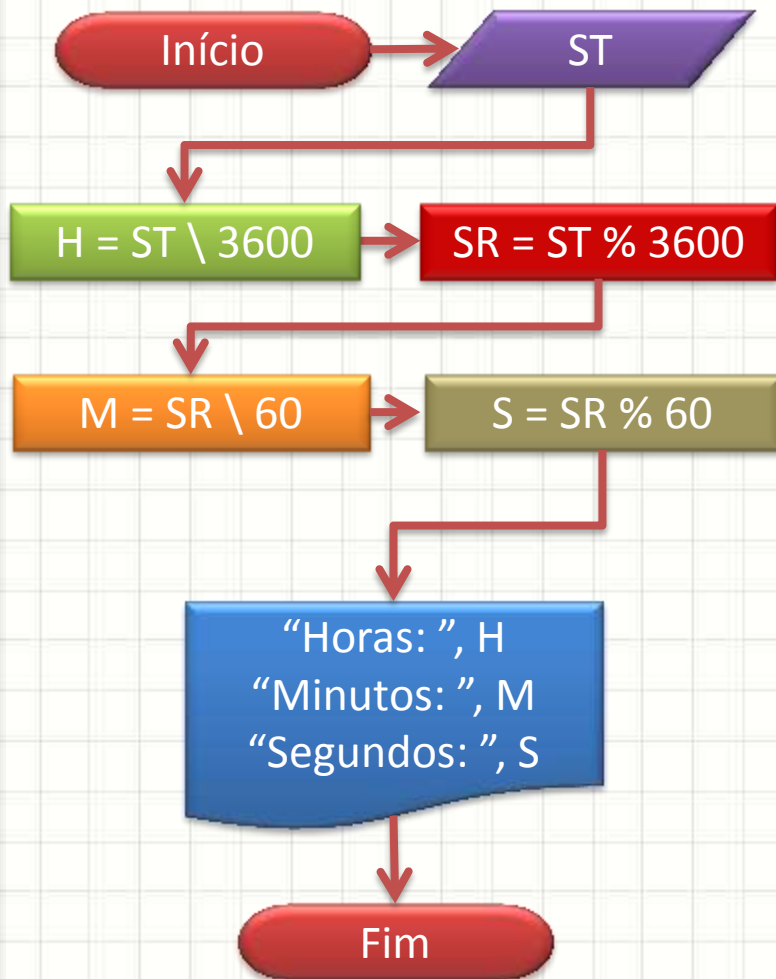 Início
ST
H = ST \ 3600
SR = ST % 3600
M = SR \ 60
S = SR % 60
“Horas: ”, H
“Minutos: ”, M
“Segundos: ”, S
Fim